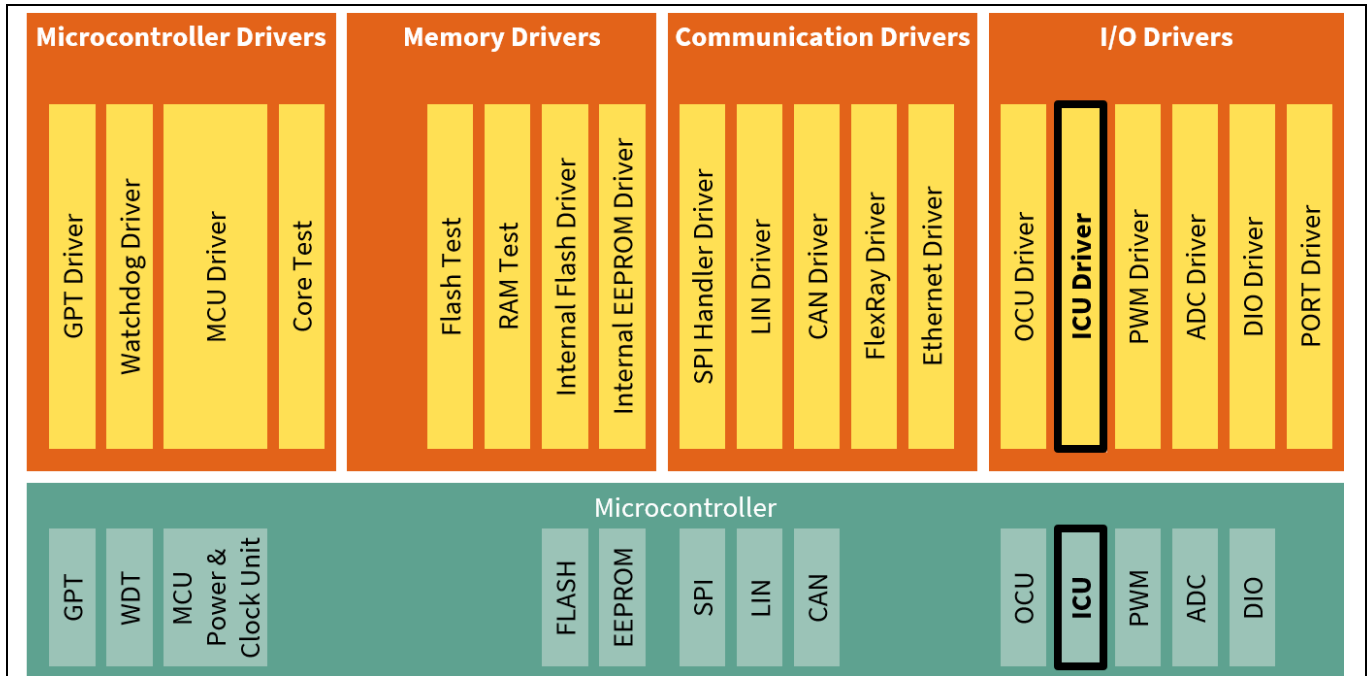 Microcontroller Drivers
Memory Drivers
Communication Drivers
I/O Drivers
GPT Driver
Watchdog Driver
MCU Driver
Core Test
Flash Test
RAM Test
Internal Flash Driver
Internal EEPROM Driver
SPI Handler Driver
LIN Driver
CAN Driver
FlexRay Driver
Ethernet Driver
OCU Driver
ICU Driver
PWM Driver
ADC Driver
DIO Driver
PORT Driver
Microcontroller
GPT
WDT
MCU
Power &
Clock Unit
FLASH
EEPROM
SPI
LIN
CAN
OCU
ICU
PWM
ADC
DIO